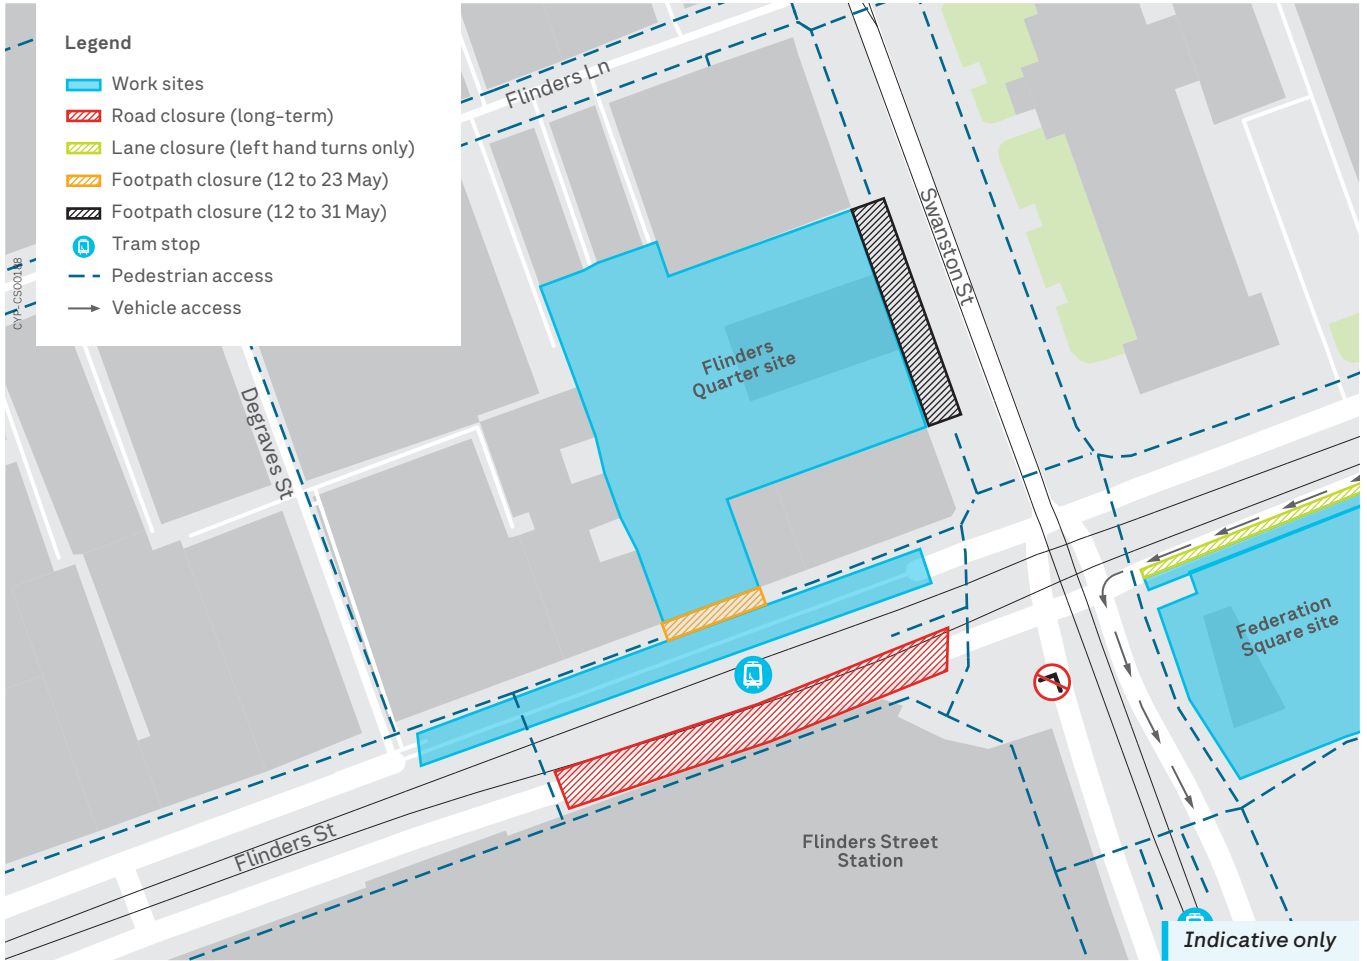 Legend
Work sites
Road closure (long-term)
Lane closure (left hand turns only)
Footpath closure (12 to 23 May)
Footpath closure (12 to 31 May)
Tram stop
Pedestrian access
Vehicle access
Flinders Ln
Swanston St
Flinders
Quarter site
Degraves St
Federation
Square site
Flinders St
Flinders Street
Station
Indicative only